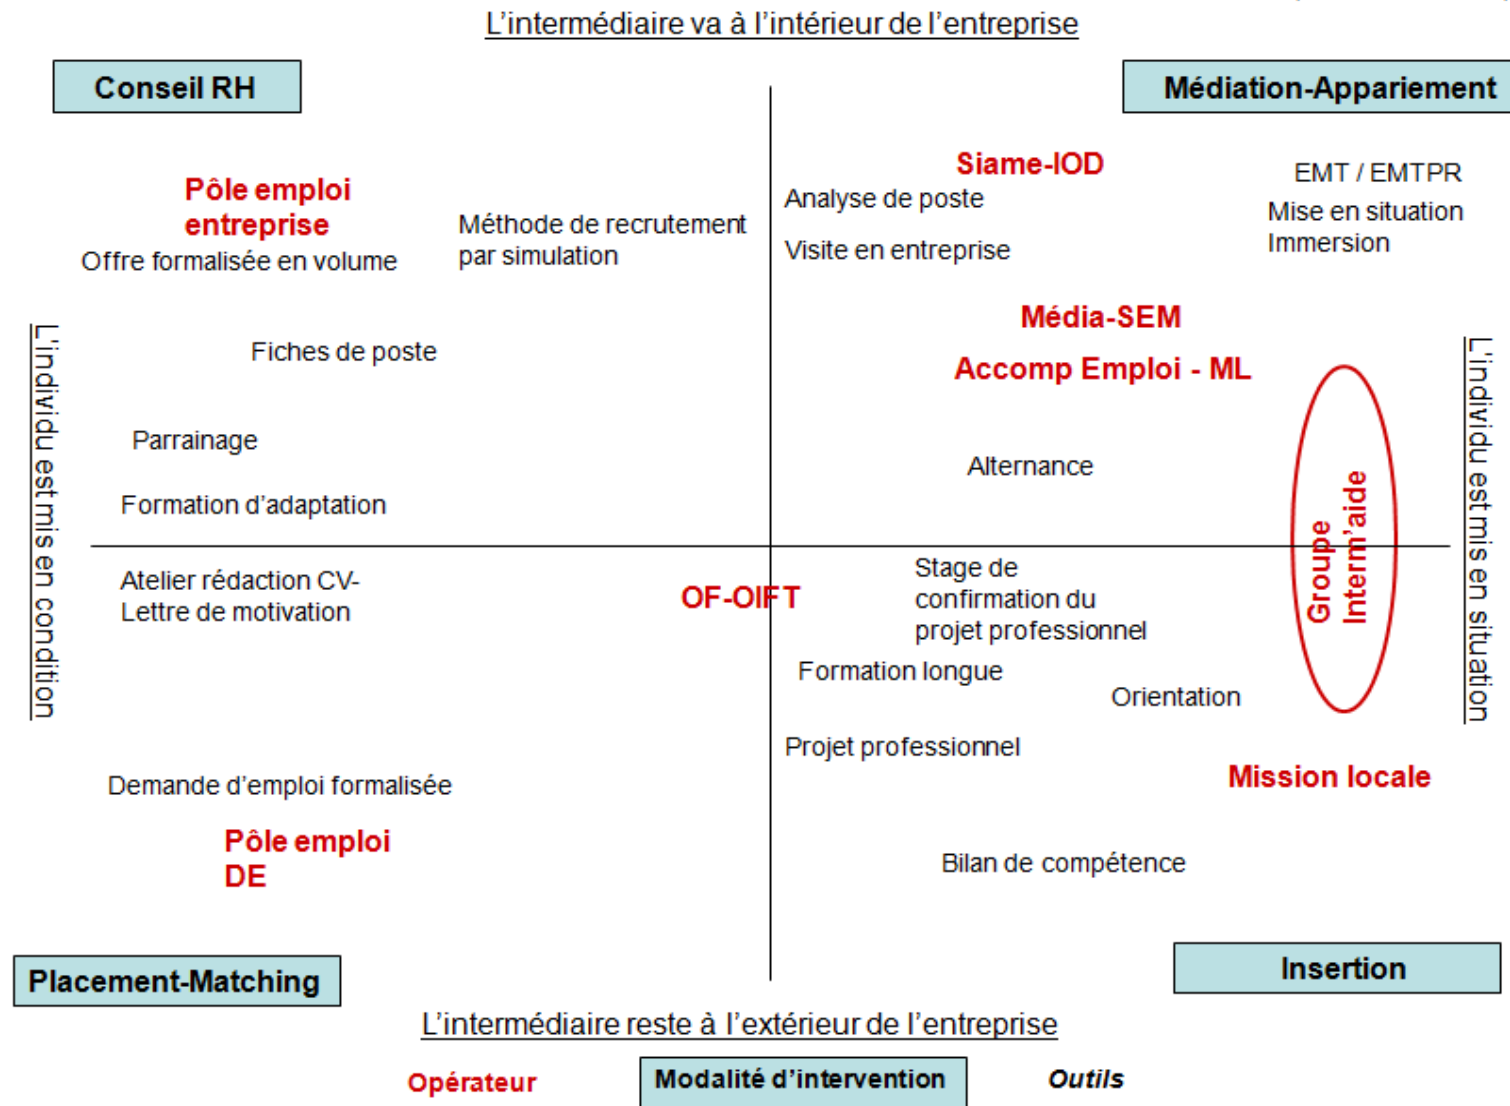 L'intermédiaire va à l'intérieur de l'entreprise
Conseil RH
Médiation-Appariement
Pôle emploi
entreprise
Offre formalisée en volume
Méthode de recrutement
par simulation
Siame-IOD
Analyse de poste
Visite en entreprise
EMT / EMTPR
Mise en situation
Immersion
Fiches de poste
Média-SEM
Accomp Emploi - ML
L'individu est mis en condition
L'individu est mis en situation
Parrainage
Formation d'adaptation
Alternance
Groupe
Interm'aide
Atelier rédaction CV-
Lettre de motivation
OF-OIFT
Stage de
confirmation du
projet professionnel
Formation longue
Orientation
Projet professionnel
Mission locale
Demande d'emploi formalisée
Pôle emploi
DE
Bilan de compétence
Placement-Matching
Insertion
L'intermédiaire reste à l'extérieur de l'entreprise
Opérateur
Modalité d'intervention
Outils